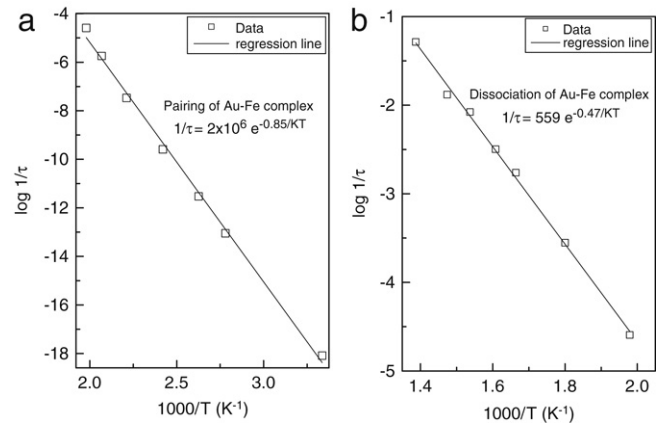 a
Data
regression line
Pairing of Au-Fe complex
1/τ = 2x10⁶ e^-0.85/KT
-4
-6
-8
-10
-12
-14
-16
-18
log 1/τ
2.0 2.5 3.0
1000/T (K⁻¹)
b
Data
regression line
Dissociation of Au-Fe complex
1/τ = 559 e^-0.47/KT
-1
-2
-3
-4
-5
log 1/τ
1.4 1.6 1.8 2.0
1000/T (K⁻¹)